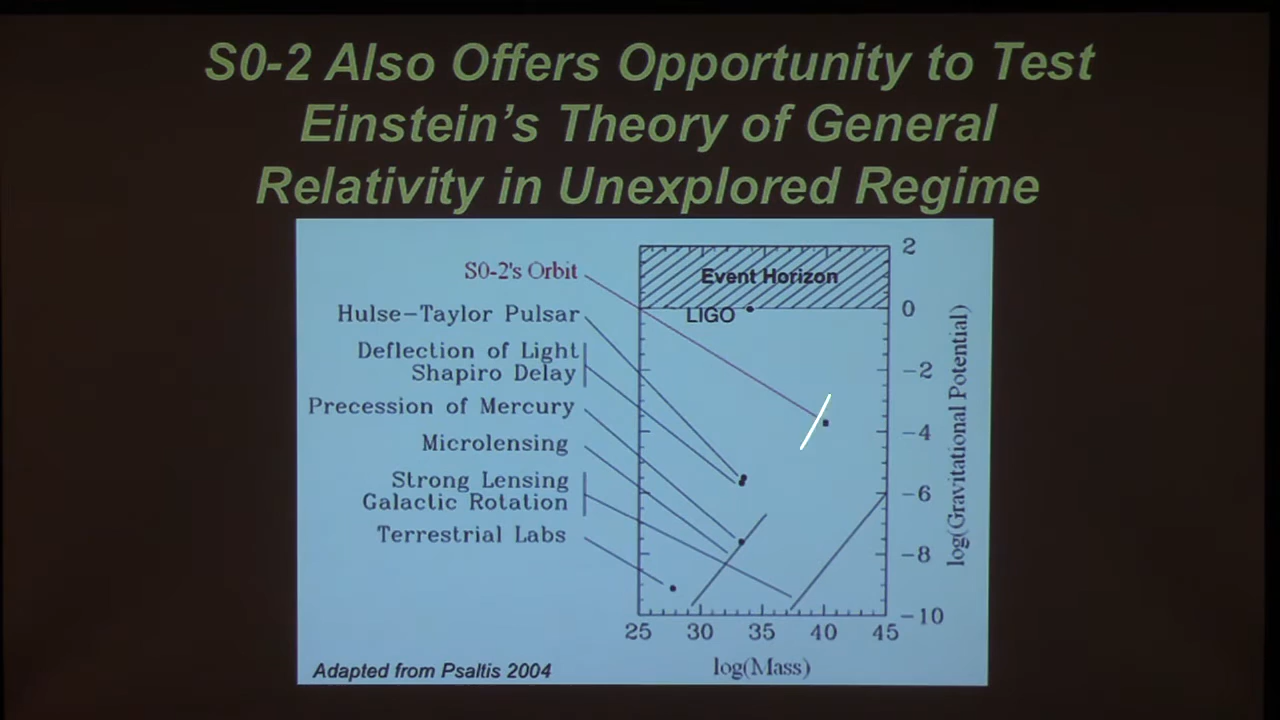 S0-2 Also Offers Opportunity to Test
Einstein's Theory of General
Relativity in Unexplored Regime
S0-2's Orbit
Hulse-Taylor Pulsar
Deflection of Light
Shapiro Delay
Precession of Mercury
Microlensing
Strong Lensing
Galactic Rotation
Terrestrial Labs
Event Horizon
LIGO
2
0
-2
-4
-6
-8
-10
log(Gravitational Potential)
25 30 35 40 45
log(Mass)
Adapted from Psaltis 2004